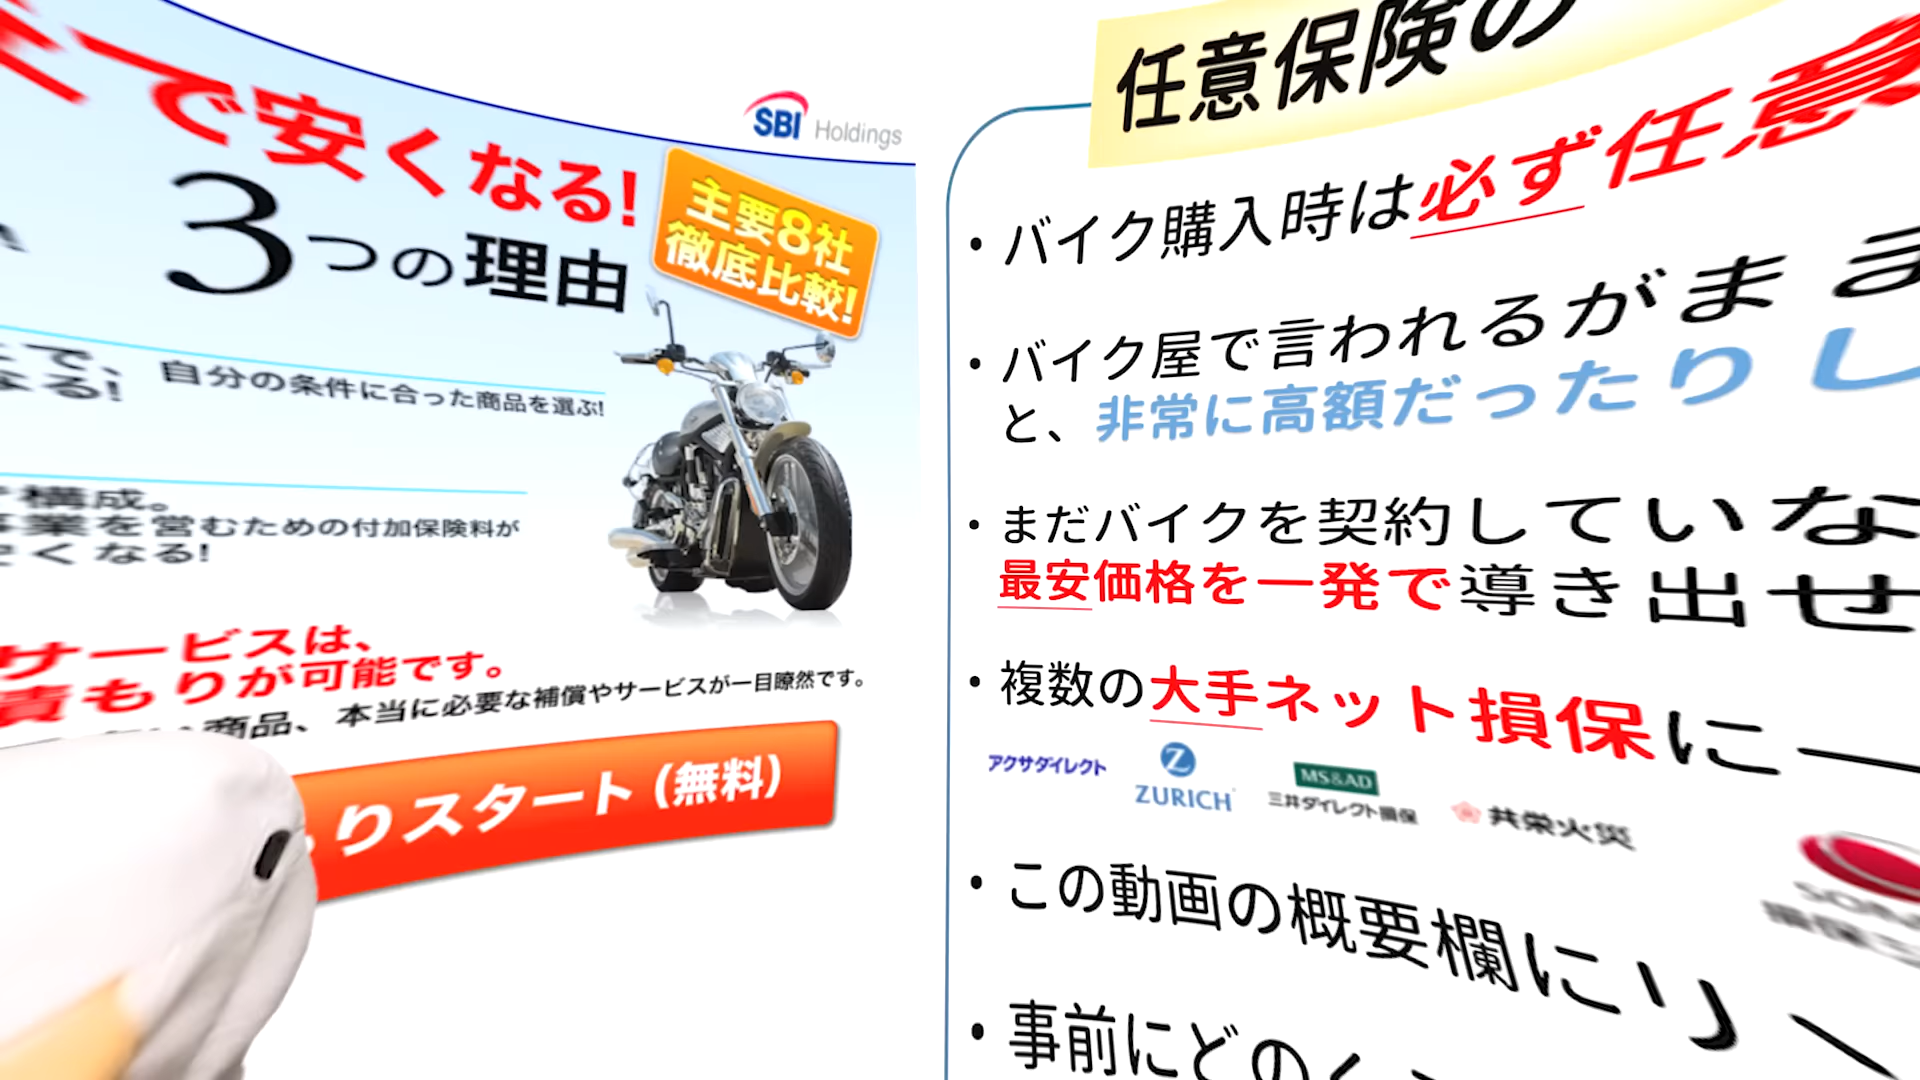 で安くなる!
SBI Holdings
3つの理由
主要8社
徹底比較!
で、
なる!
自分の条件に合った商品を選ぶ!
構成。
事業を営むための付加保険料が
くなる!
サービスは、
責もりが可能です。
商品、本当に必要な補償やサービスが一目瞭然です。
りスタート(無料)
任意保険の
・バイク購入時は必ず任意
・バイク屋で言われるがまま
と、非常に高額だったりし
・まだバイクを契約していな
最安価格を一発で導き出せ
・複数の大手ネット損保に一
アクサダイレクト
Z
ZURICH
MS&AD
三井ダイレクト損保
共栄火災
・この動画の概要欄にリ
・事前にどのく